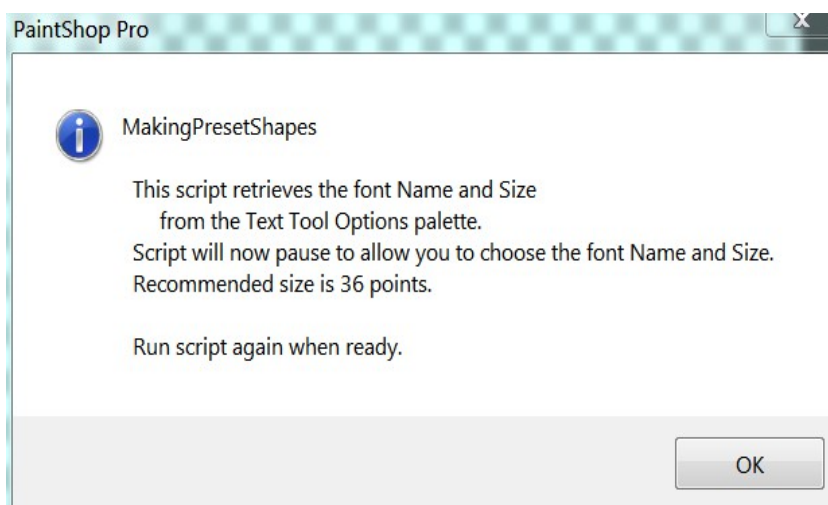 PaintShop Pro
X
MakingPresetShapes
This script retrieves the font Name and Size
from the Text Tool Options palette.
Script will now pause to allow you to choose the font Name and Size.
Recommended size is 36 points.
Run script again when ready.
OK